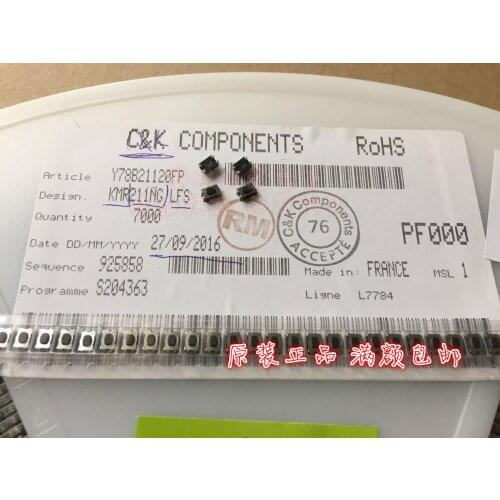 C&K COMPONENTS RoHS
Article Y78B21120FP
Design. KMR211NG LFS
Quantity 7000
RM
C&K Components
76
ACCEPTE
PF000
Date DD/MM/YYYY 27/09/2016
Sequence 925858
Made in: FRANCE MSL 1
Programme S204363
Ligne L7784
原装正品 满额包邮